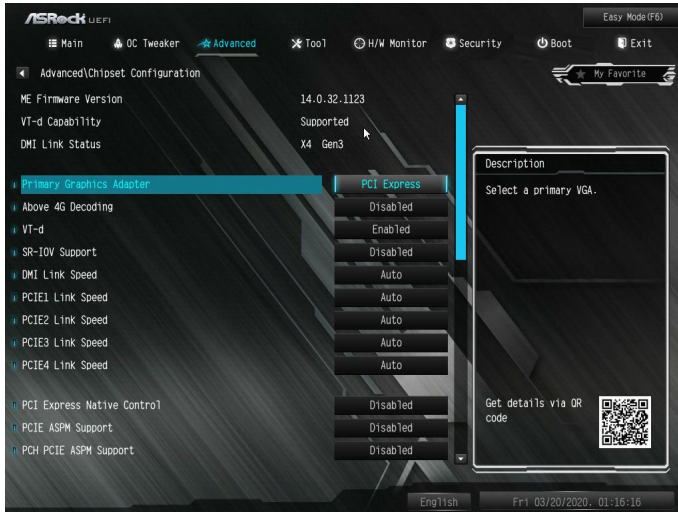 ASRock UEFI
Easy Mode(F6)
Main OC Tweaker Advanced Tool H/W Monitor Security Boot Exit
Advanced\Chipset Configuration
My Favorite
ME Firmware Version 14.0.32.1123
VT-d Capability Supported
DMI Link Status X4 Gen3
Primary Graphics Adapter PCI Express
Above 4G Decoding Disabled
VT-d Enabled
SR-IOV Support Disabled
DMI Link Speed Auto
PCIE1 Link Speed Auto
PCIE2 Link Speed Auto
PCIE3 Link Speed Auto
PCIE4 Link Speed Auto
PCI Express Native Control Disabled
PCIE ASPM Support Disabled
PCH PCIE ASPM Support Disabled
Description
Select a primary VGA.
Get details via QR
code
English
Fri 03/20/2020. 01:16:16